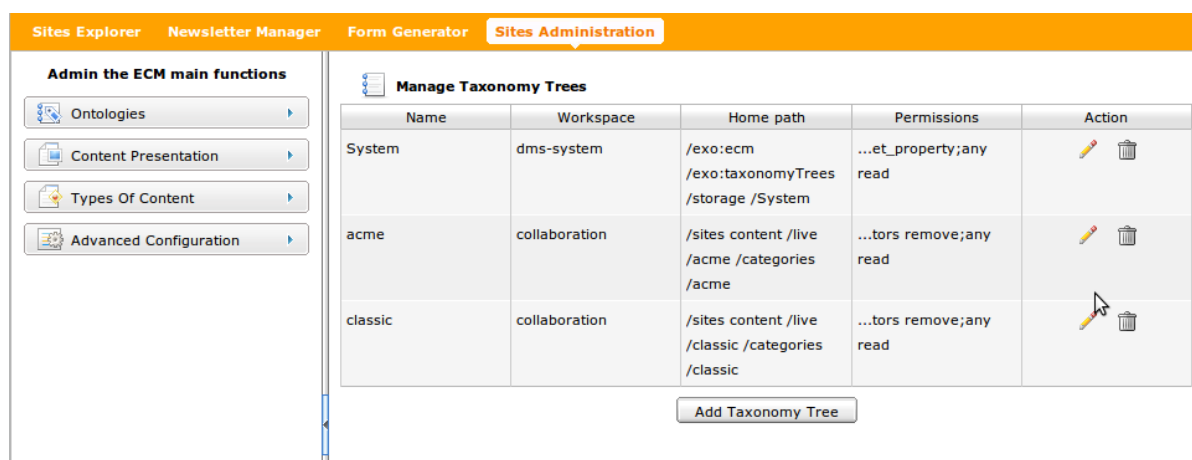 Sites Explorer Newsletter Manager Form Generator Sites Administration
Admin the ECM main functions
Ontologies
Content Presentation
Types Of Content
Advanced Configuration
Manage Taxonomy Trees
Name Workspace Home path Permissions Action
System dms-system /exo:ecm ...et_property;any
/exo:taxonomyTrees read
/storage /System
acme collaboration /sites content /live ...tors remove;any
/acme /categories read
/acme
classic collaboration /sites content /live ...tors remove;any
/classic /categories read
/classic
Add Taxonomy Tree